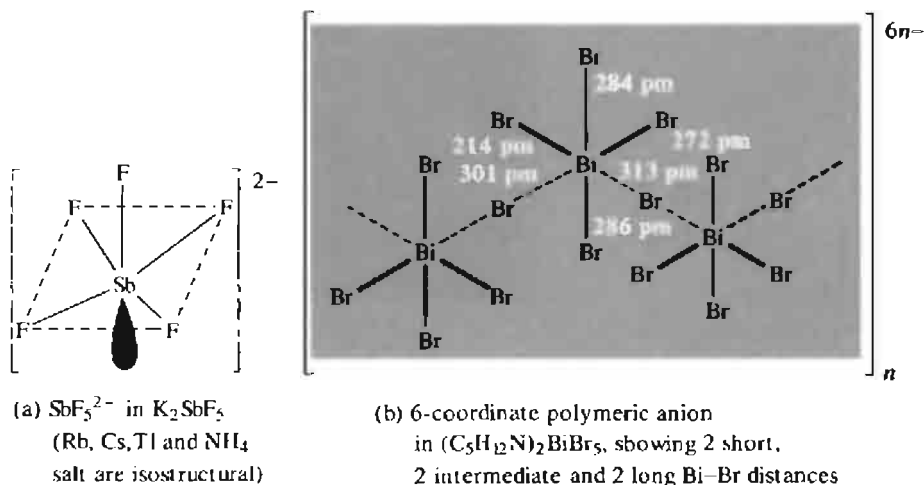 F
2−
F F
Sb
F F
(a) SbF₅²⁻ in K₂SbF₅
(Rb, Cs, Tl and NH₄
salt are isostructural)
6n−
Bi
284 pm
Br Br
214 pm 272 pm
Br Bi Br
301 pm 313 pm
Br Br Br
286 pm
Bi Br Bi
Br Br Br Br
Br Br
n
(b) 6-coordinate polymeric anion
in (C₅H₁₂N)₂BiBr₅, sbowing 2 short,
2 intermediate and 2 long Bi–Br distances